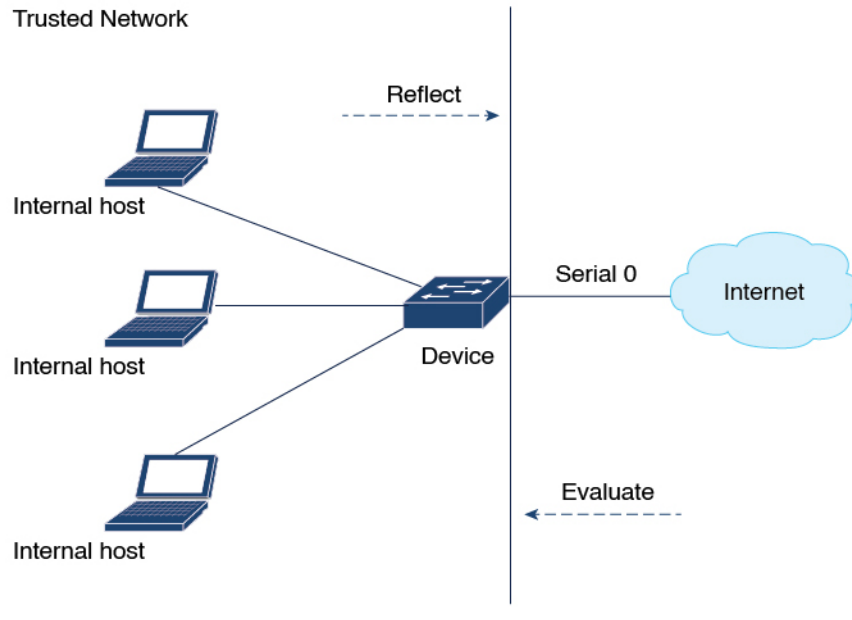 Trusted Network
Reflect
Internal host
Serial 0
Internet
Device
Internal host
Evaluate
Internal host